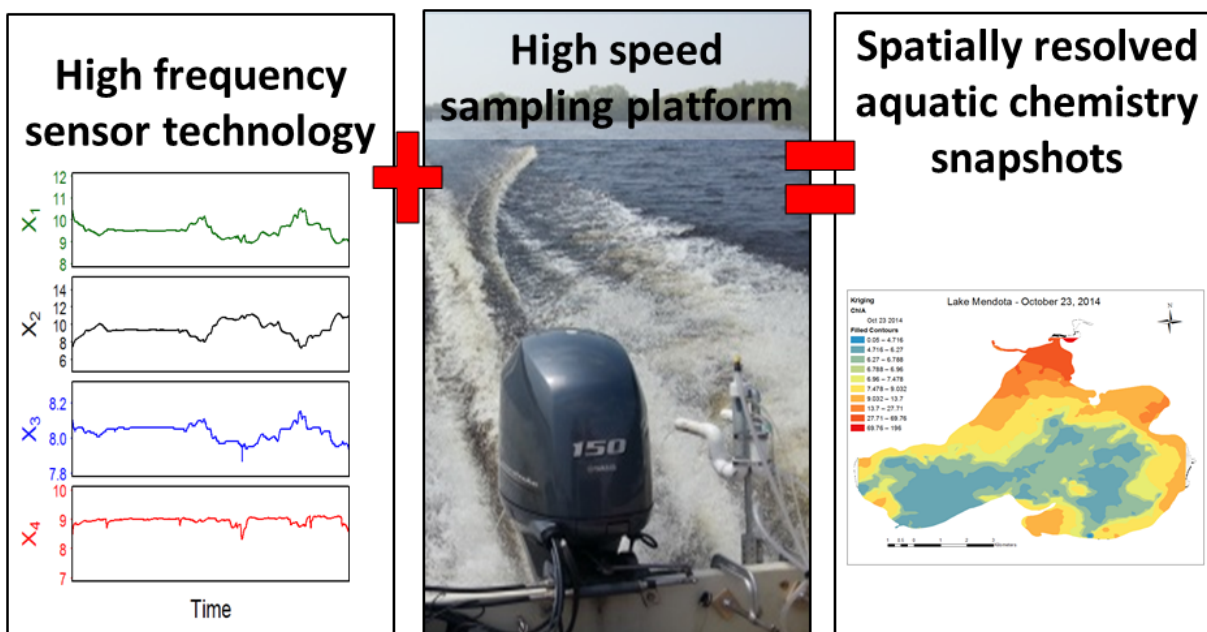 High frequency
sensor technology
12
11
10
9
8
X1
14
12
10
8
6
X2
8.2
8.0
7.8
X3
10
9
8
7
X4
Time
High speed
sampling platform
150
YAMAHA
Spatially resolved
aquatic chemistry
snapshots
Lake Mendota - October 23, 2014
N
Kriging
ChlA
Oct 23 2014
Filled Contours
0.05 – 4.716
4.716 – 6.27
6.27 – 6.788
6.788 – 6.96
6.96 – 7.478
7.478 – 9.032
9.032 – 13.7
13.7 – 27.71
27.71 – 69.76
69.76 – 196
Kilometers